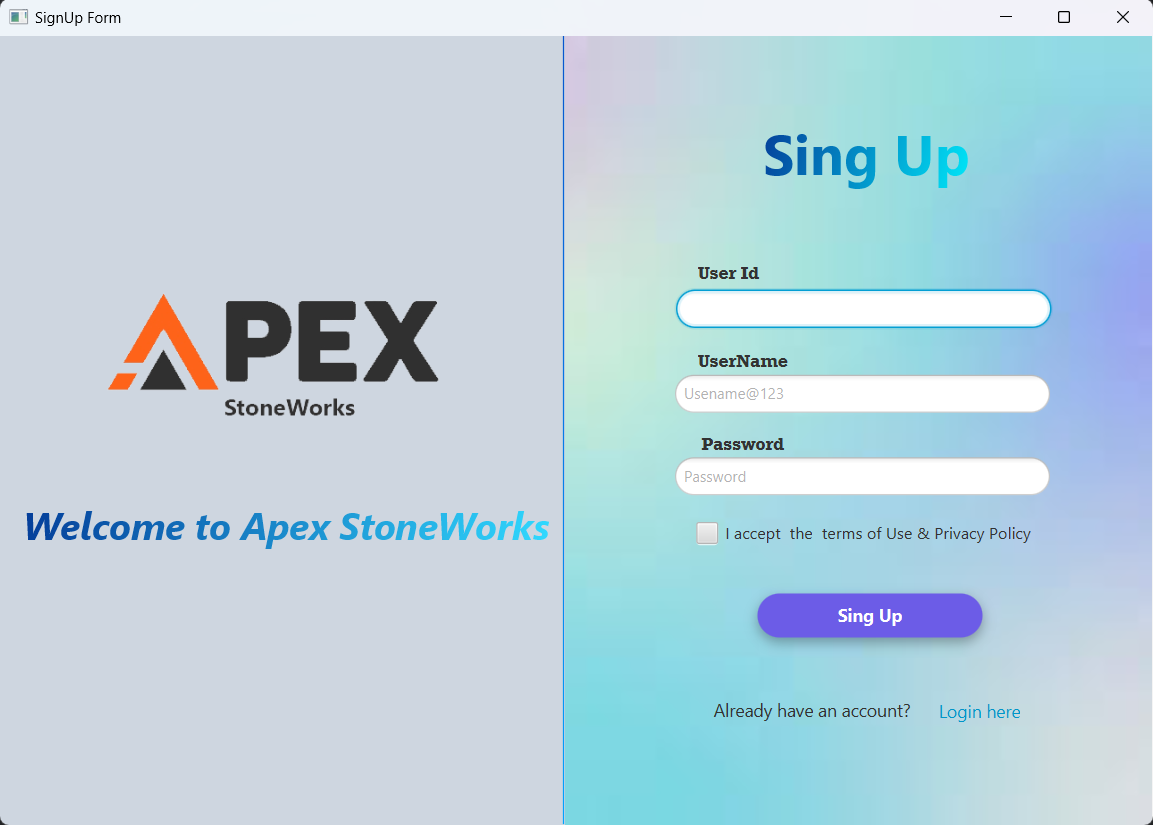 SignUp Form
APEX
StoneWorks
Welcome to Apex StoneWorks
Sing Up
User Id
UserName
Usename@123
Password
Password
I accept the terms of Use & Privacy Policy
Sing Up
Already have an account? Login here